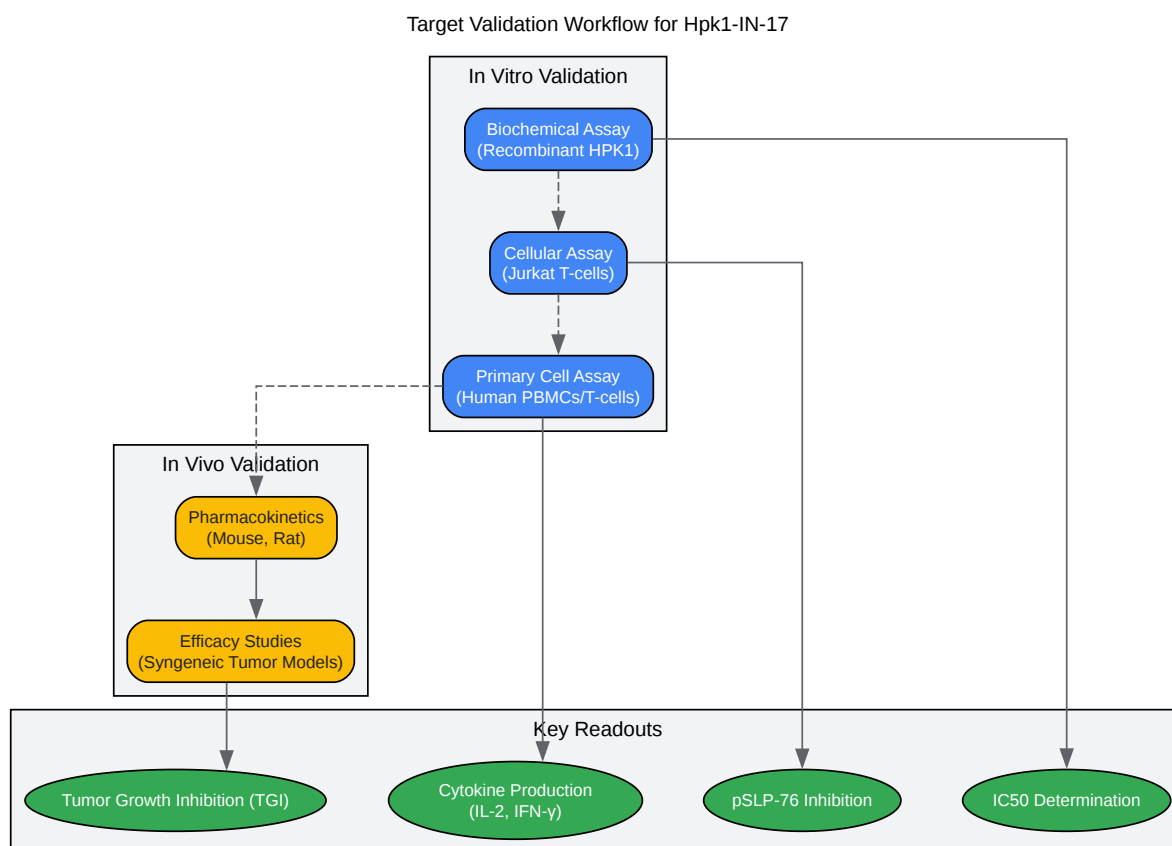 Target Validation Workflow for Hpk1-IN-17
In Vitro Validation
Biochemical Assay
(Recombinant HPK1)
Cellular Assay
(Jurkat T-cells)
Primary Cell Assay
(Human PBMCs/T-cells)
In Vivo Validation
Pharmacokinetics
(Mouse, Rat)
Efficacy Studies
(Syngeneic Tumor Models)
Key Readouts
Tumor Growth Inhibition (TGI)
Cytokine Production
(IL-2, IFN-γ)
pSLP-76 Inhibition
IC50 Determination